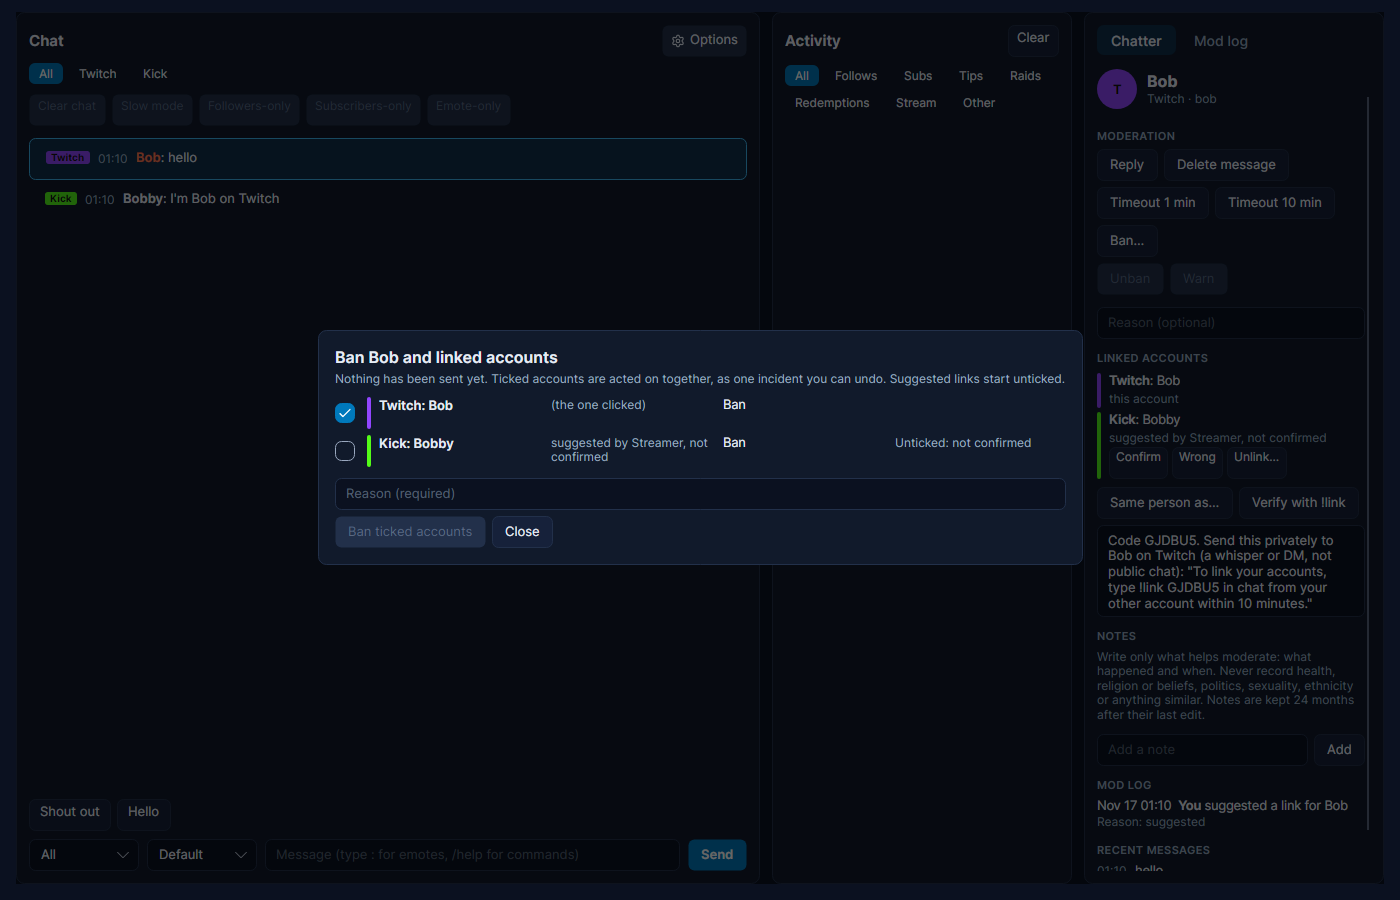 Chat
Options
All Twitch Kick
Clear chat Slow mode Followers-only Subscribers-only Emote-only
Twitch 01:10 Bob: hello
Kick 01:10 Bobby: I'm Bob on Twitch
Shout out Hello
All Default Message (type : for emotes, /help for commands) Send
Activity Clear
All Follows Subs Tips Raids
Redemptions Stream Other
Ban Bob and linked accounts
Nothing has been sent yet. Ticked accounts are acted on together, as one incident you can undo. Suggested links start unticked.
Twitch: Bob (the one clicked) Ban
Kick: Bobby suggested by Streamer, not Ban Unticked: not confirmed
confirmed
Reason (required)
Ban ticked accounts Close
Chatter Mod log
T
Bob
Twitch · bob
MODERATION
Reply Delete message
Timeout 1 min Timeout 10 min
Ban...
Unban Warn
Reason (optional)
LINKED ACCOUNTS
Twitch: Bob
this account
Kick: Bobby
suggested by Streamer, not confirmed
Confirm Wrong Unlink...
Same person as... Verify with !link
Code GJDBU5. Send this privately to
Bob on Twitch (a whisper or DM, not
public chat): "To link your accounts,
type !link GJDBU5 in chat from your
other account within 10 minutes."
NOTES
Write only what helps moderate: what
happened and when. Never record health,
religion or beliefs, politics, sexuality, ethnicity
or anything similar. Notes are kept 24 months
after their last edit.
Add a note Add
MOD LOG
Nov 17 01:10 You suggested a link for Bob
Reason: suggested
RECENT MESSAGES
01:10 hello